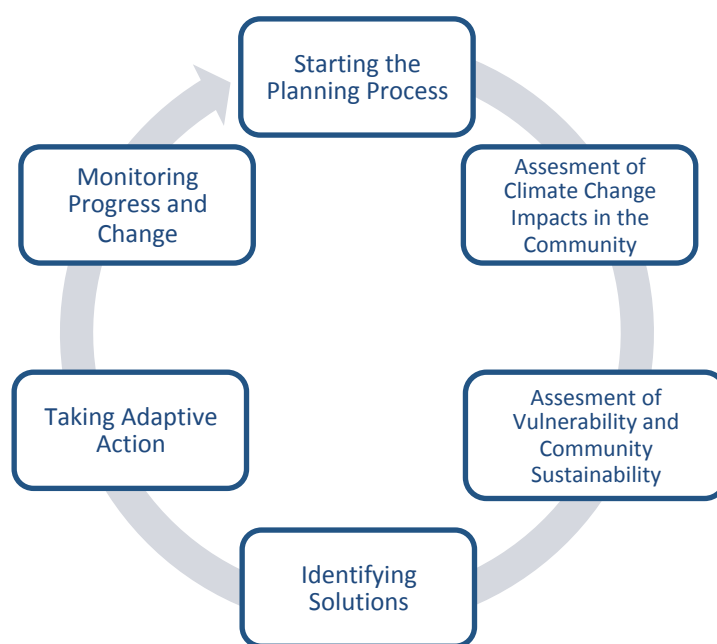 Starting the
Planning Process
Assesment of
Climate Change
Impacts in the
Community
Assesment of
Vulnerability and
Community
Sustainability
Identifying
Solutions
Taking Adaptive
Action
Monitoring
Progress and
Change